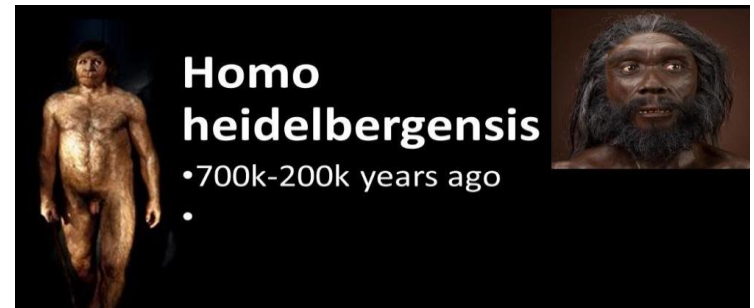 Homo
heidelbergensis
•700k-200k years ago
•